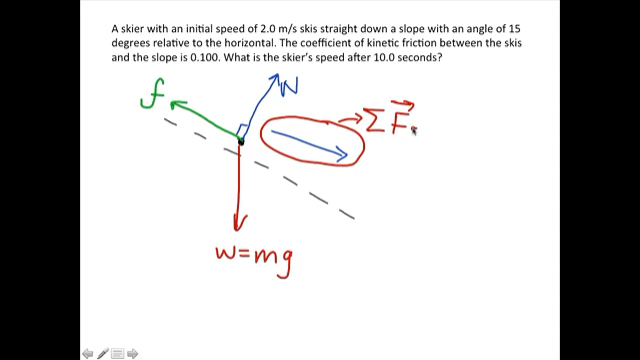 A skier with an initial speed of 2.0 m/s skis straight down a slope with an angle of 15
degrees relative to the horizontal. The coefficient of kinetic friction between the skis
and the slope is 0.100. What is the skier's speed after 10.0 seconds?
f
N
ΣF
w=mg